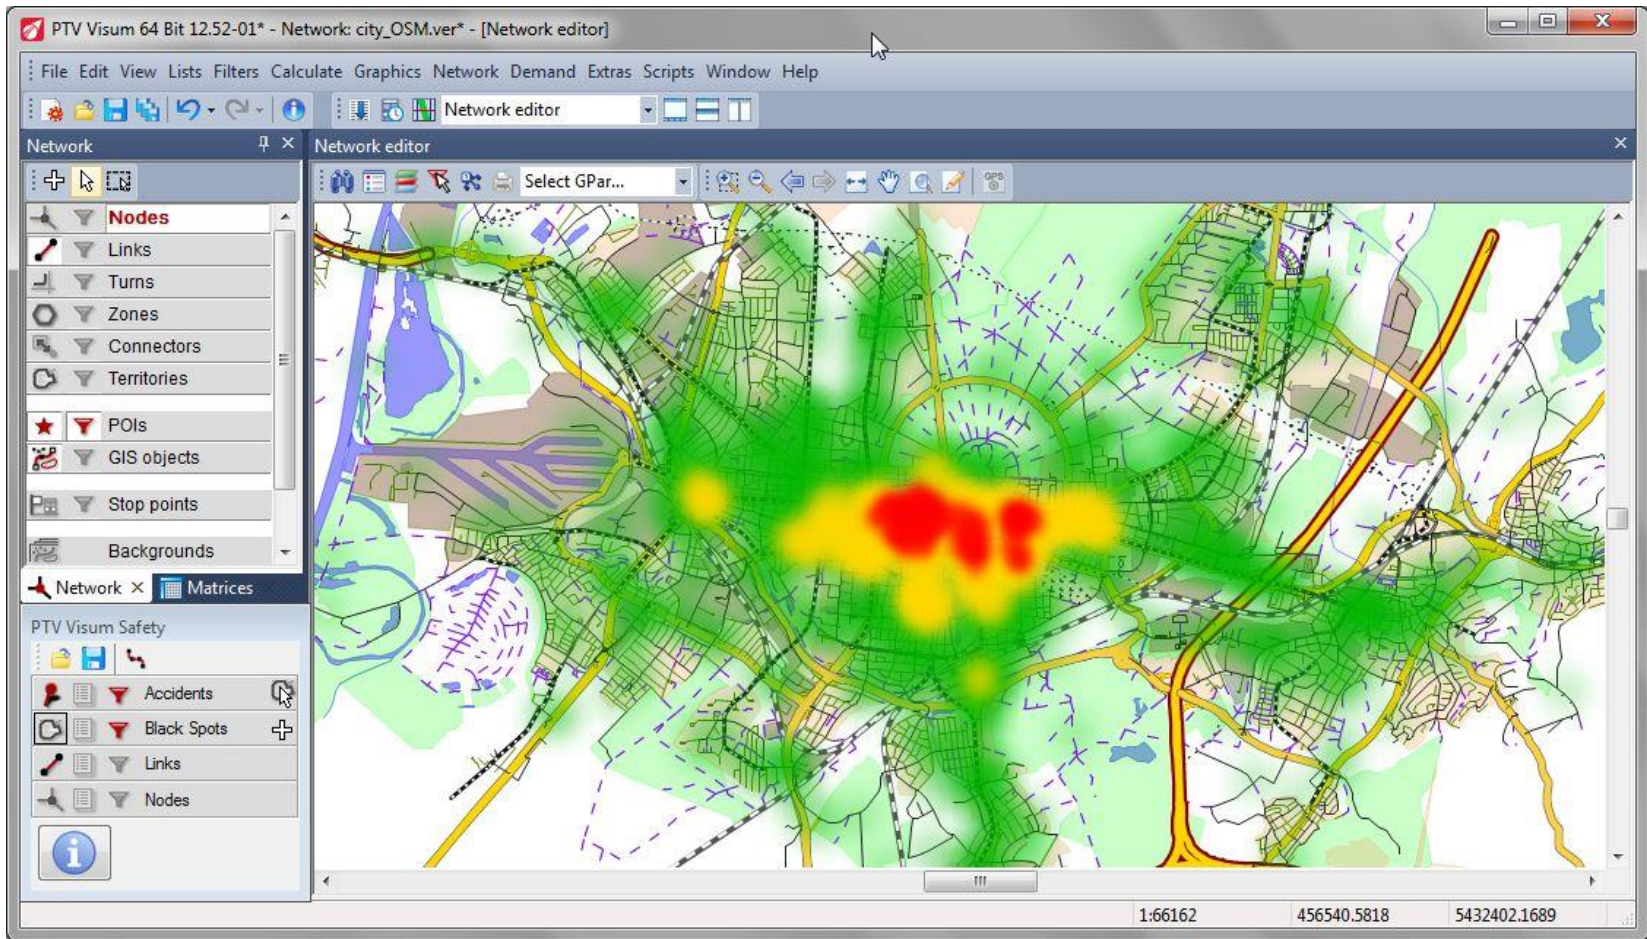 PTV Visum 64 Bit 12.52-01* - Network: city_OSM.ver* - [Network editor]
File Edit View Lists Filters Calculate Graphics Network Demand Extras Scripts Window Help
Network editor
Network
Network editor
Select GPar...
GPS
Nodes
Links
Turns
Zones
Connectors
Territories
POIs
GIS objects
Stop points
Backgrounds
Network
Matrices
PTV Visum Safety
Accidents
Black Spots
Links
Nodes
1:66162
456540.5818
5432402.1689